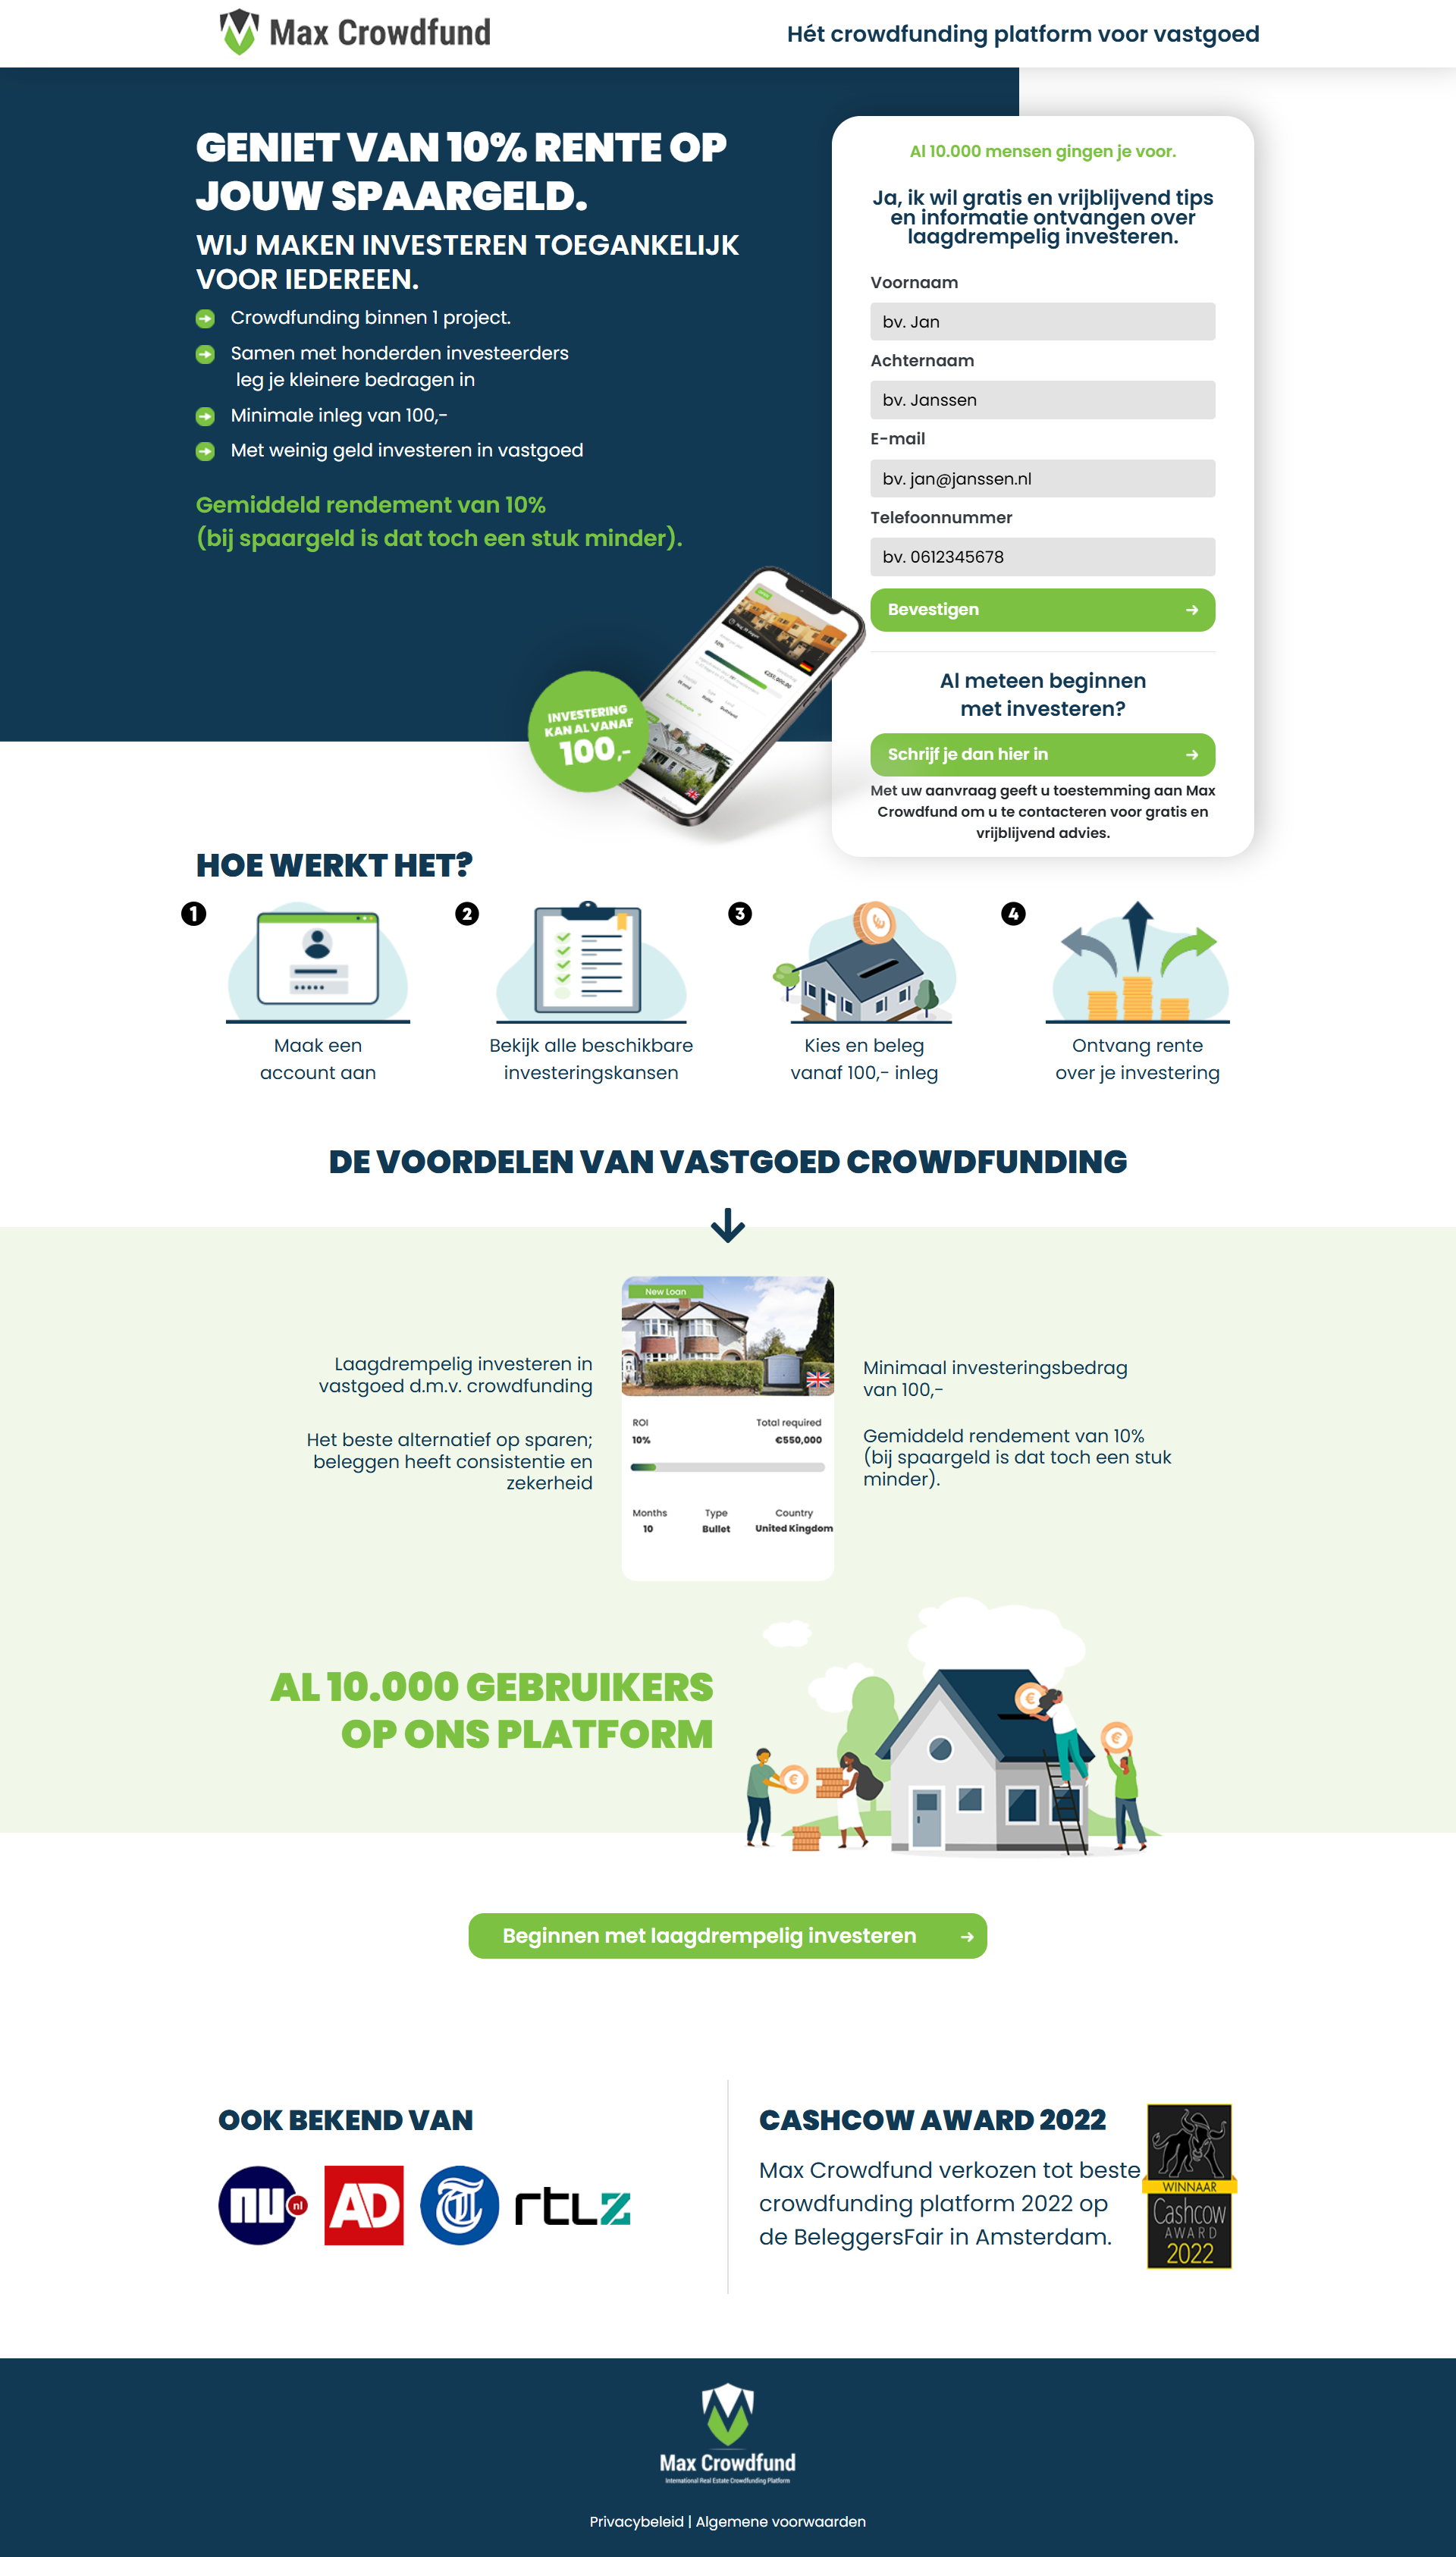 Max Crowdfund
Hét crowdfunding platform voor vastgoed
GENIET VAN 10% RENTE OP
JOUW SPAARGELD.
WIJ MAKEN INVESTEREN TOEGANKELIJK
VOOR IEDEREEN.
Crowdfunding binnen 1 project.
Samen met honderden investeerders
leg je kleinere bedragen in
Minimale inleg van 100,-
Met weinig geld investeren in vastgoed
Gemiddeld rendement van 10%
(bij spaargeld is dat toch een stuk minder).
INVESTERING
KAN AL VANAF
100,-
Al 10.000 mensen gingen je voor.
Ja, ik wil gratis en vrijblijvend tips
en informatie ontvangen over
laagdrempelig investeren.
Voornaam
bv. Jan
Achternaam
bv. Janssen
E-mail
bv. jan@janssen.nl
Telefoonnummer
bv. 0612345678
Bevestigen
Al meteen beginnen
met investeren?
Schrijf je dan hier in
Met uw aanvraag geeft u toestemming aan Max
Crowdfund om u te contacteren voor gratis en
vrijblijvend advies.
HOE WERKT HET?
1
Maak een
account aan
2
Bekijk alle beschikbare
investeringskansen
3
Kies en beleg
vanaf 100,- inleg
4
Ontvang rente
over je investering
DE VOORDELEN VAN VASTGOED CROWDFUNDING
Laagdrempelig investeren in
vastgoed d.m.v. crowdfunding
Het beste alternatief op sparen;
beleggen heeft consistentie en
zekerheid
New Loan
ROI Total required
10% €550,000
Months Type Country
10 Bullet United Kingdom
Minimaal investeringsbedrag
van 100,-
Gemiddeld rendement van 10%
(bij spaargeld is dat toch een stuk
minder).
AL 10.000 GEBRUIKERS
OP ONS PLATFORM
Beginnen met laagdrempelig investeren
OOK BEKEND VAN
nu nl
AD
T
rtlz
CASHCOW AWARD 2022
Max Crowdfund verkozen tot beste
crowdfunding platform 2022 op
de BeleggersFair in Amsterdam.
WINNAAR
Cashcow
AWARD
2022
Max Crowdfund
International Real Estate Crowdfunding Platform
Privacybeleid | Algemene voorwaarden